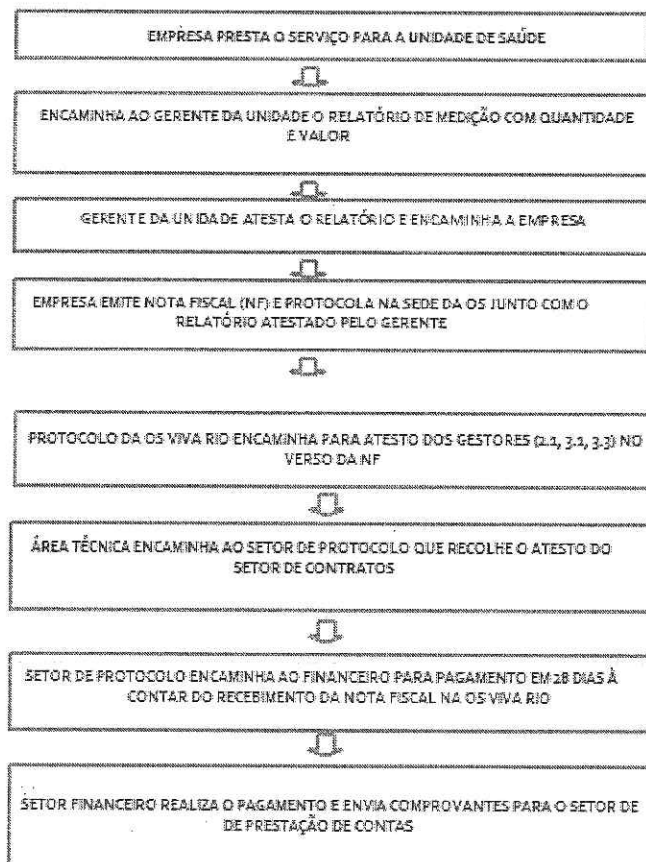 EMPRESA PRESTA O SERVIÇO PARA A UNIDADE DE SAÚDE
ENCAMINHA AO GERENTE DA UNIDADE O RELATÓRIO DE MEDIÇÃO COM QUANTIDADE
E VALOR
GERENTE DA UNIDADE ATESTA O RELATÓRIO E ENCAMINHA A EMPRESA
EMPRESA EMITE NOTA FISCAL (NF) E PROTOCOLA NA SEDE DA OS JUNTO COM O
RELATÓRIO ATESTADO PELO GERENTE
PROTOCOLO DA OS VIVA RIO ENCAMINHA PARA ATESTO DOS GESTORES (2.1, 3.1, 3.3) NO
VERSO DA NF
ÁREA TÉCNICA ENCAMINHA AO SETOR DE PROTOCOLO QUE RECOLHE O ATESTO DO
SETOR DE CONTRATOS
SETOR DE PROTOCOLO ENCAMINHA AO FINANCEIRO PARA PAGAMENTO EM 28 DIAS À
CONTAR DO RECEBIMENTO DA NOTA FISCAL NA OS VIVA RIO
SETOR FINANCEIRO REALIZA O PAGAMENTO E ENVIA COMPROVANTES PARA O SETOR DE
DE PRESTAÇÃO DE CONTAS